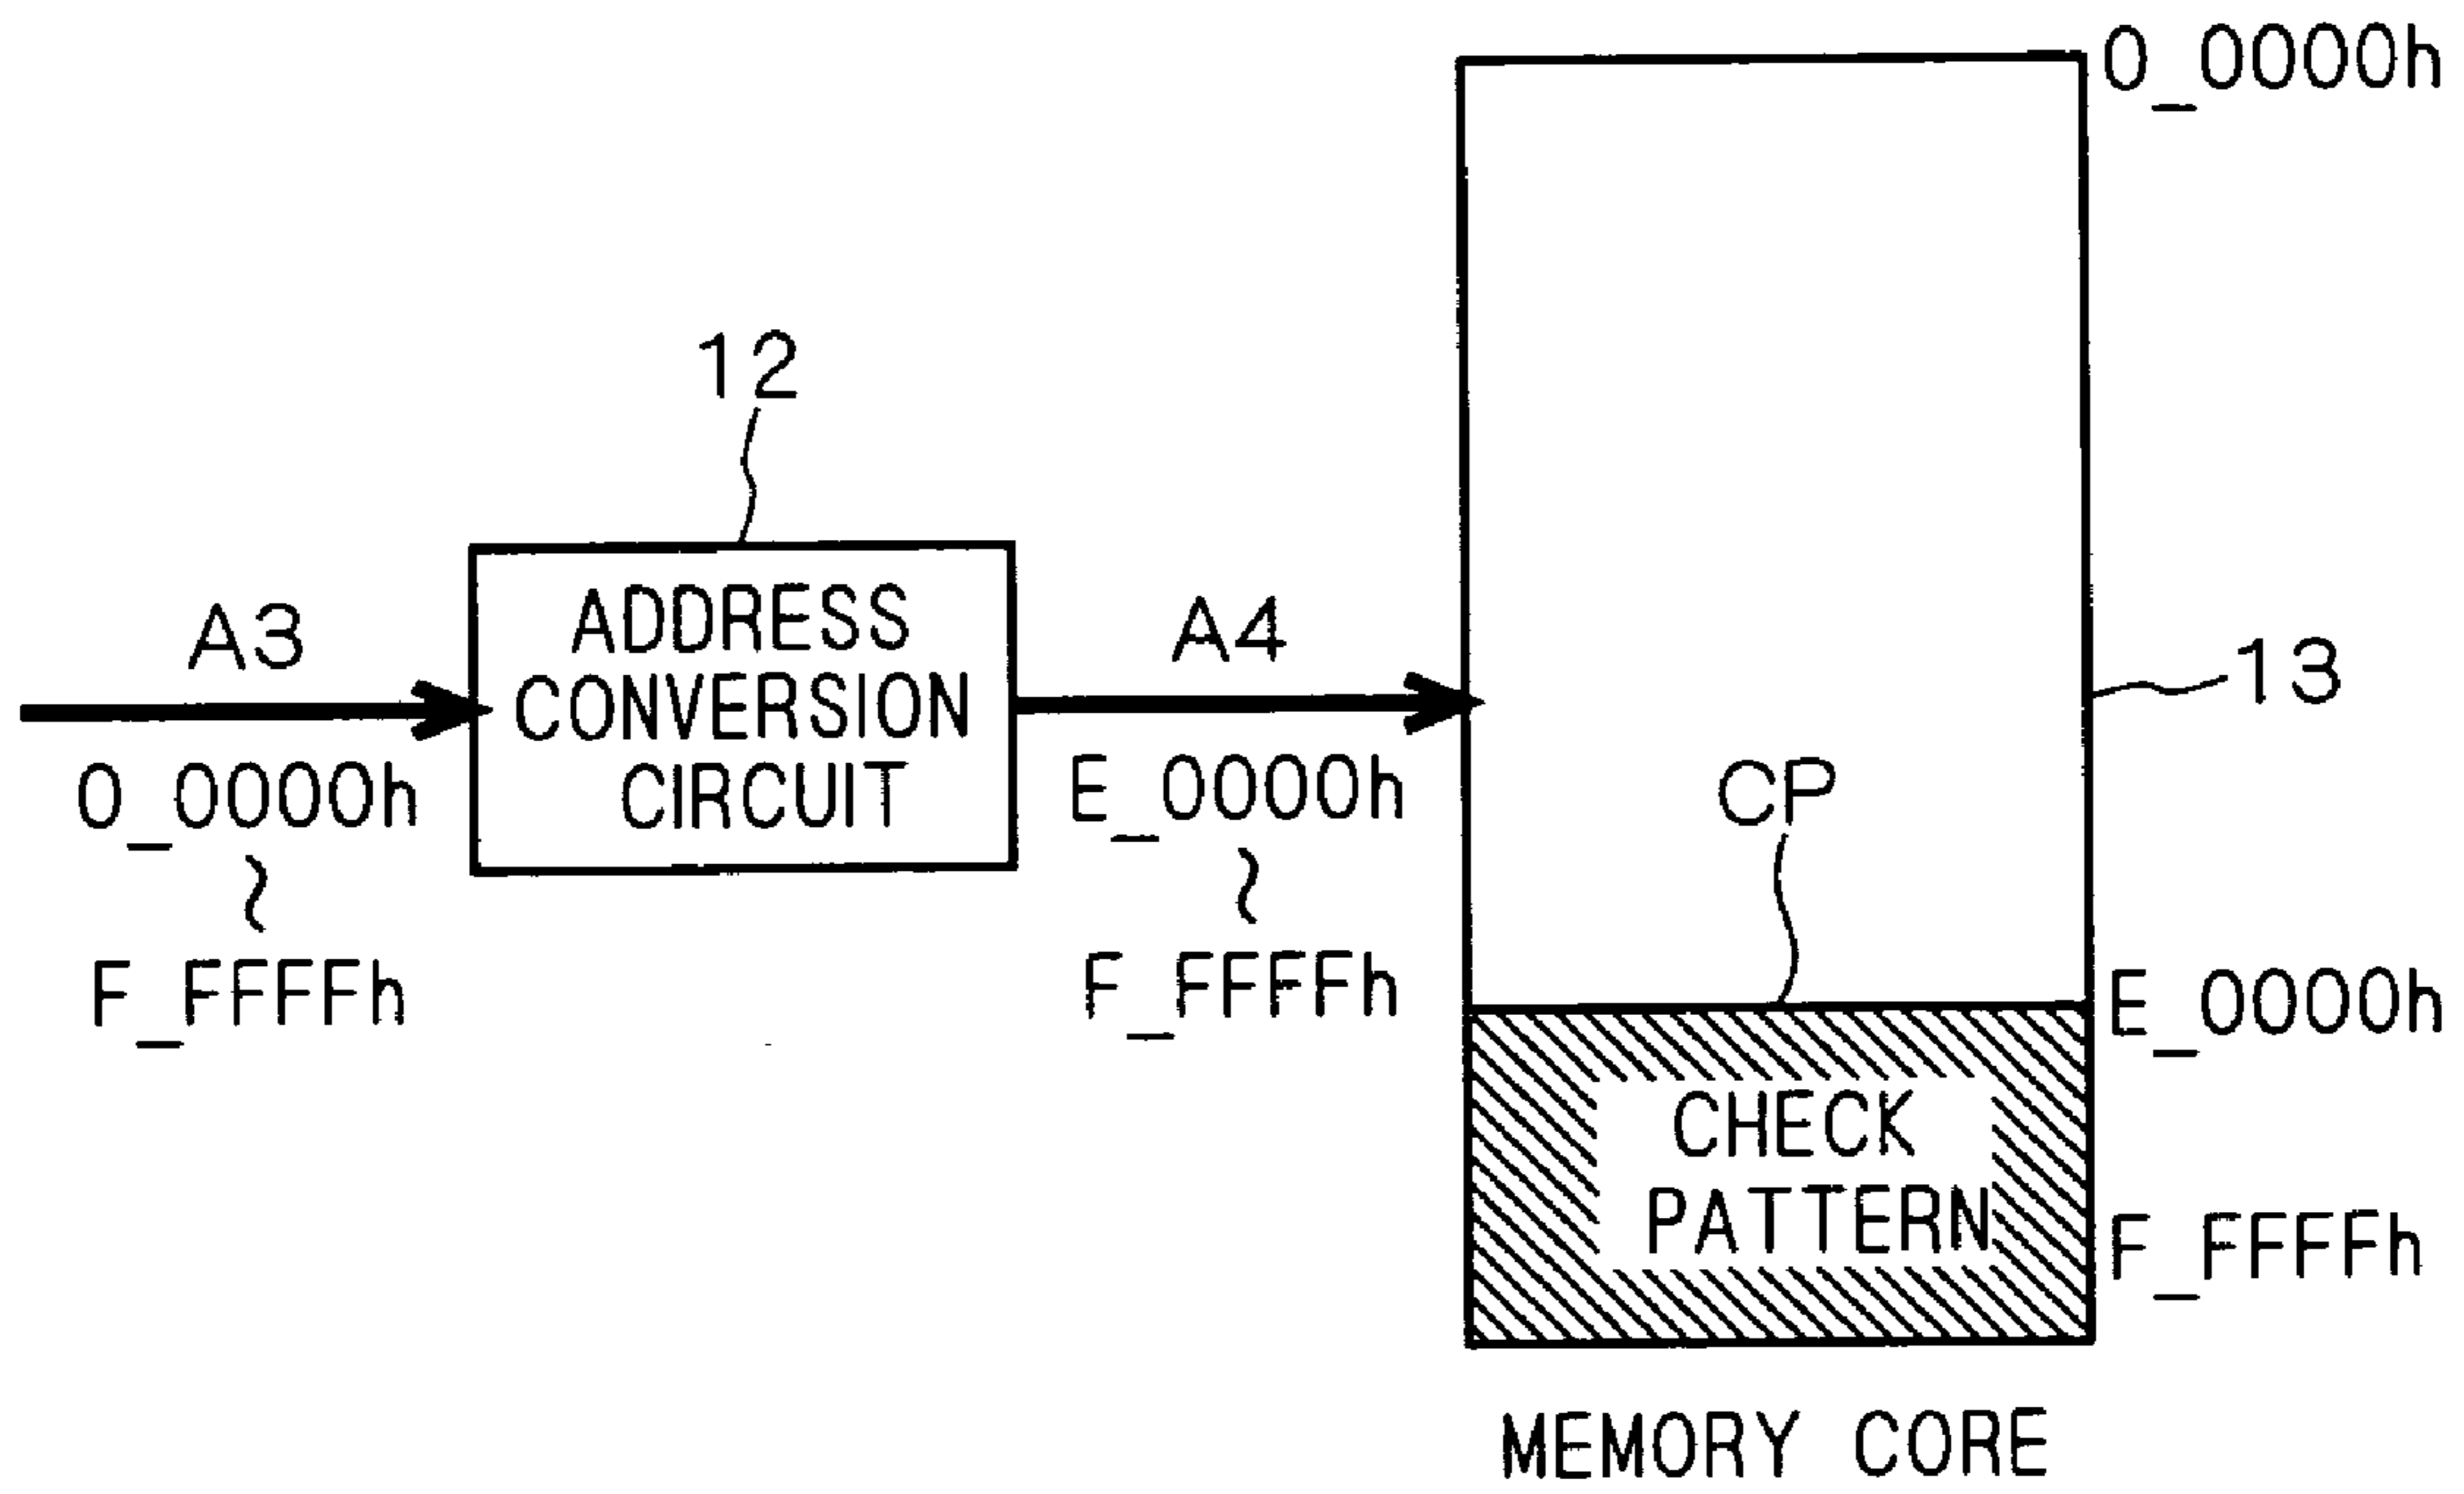 12
A3
0_0000h
~
F_FFFFh
ADDRESS
CONVERSION
CIRCUIT
A4
E_0000h
~
F_FFFFh
0_0000h
13
CP
E_0000h
CHECK
PATTERN
F_FFFFh
MEMORY CORE